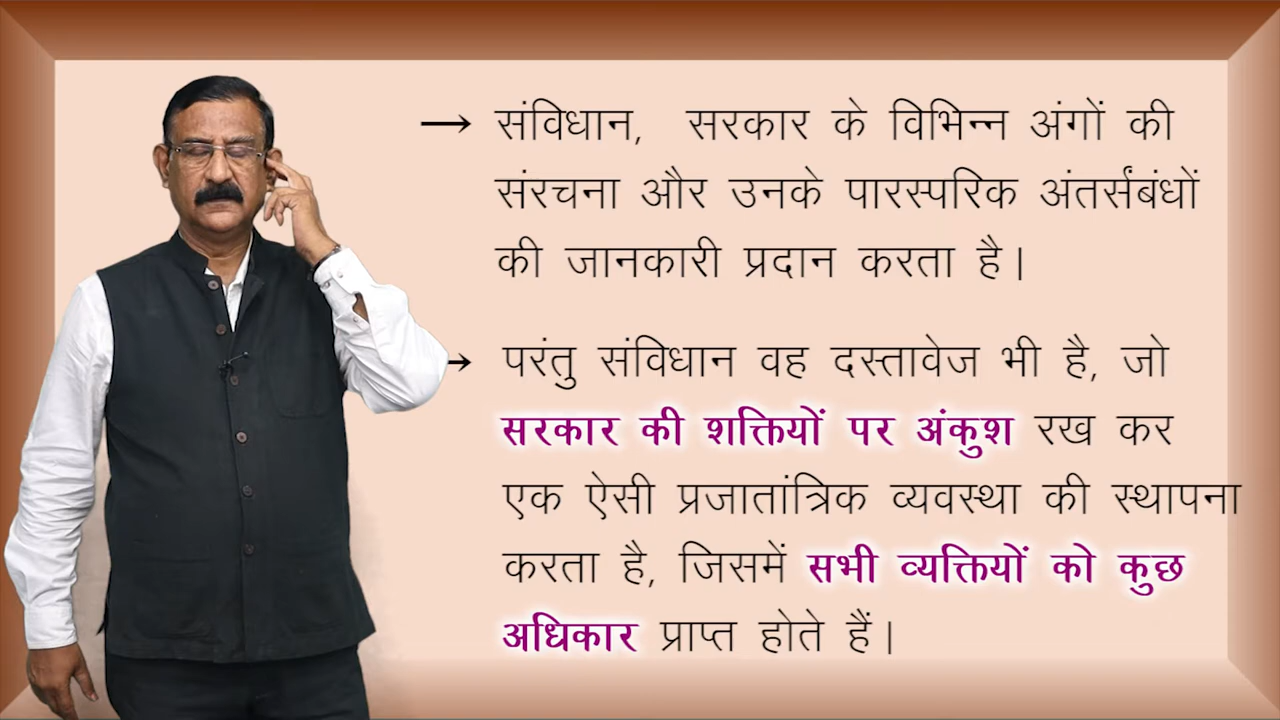 → संविधान, सरकार के विभिन्न अंगों की
संरचना और उनके पारस्परिक अंतर्संबंधों
की जानकारी प्रदान करता है।
→ परंतु संविधान वह दस्तावेज भी है, जो
सरकार की शक्तियों पर अंकुश रख कर
एक ऐसी प्रजातांत्रिक व्यवस्था की स्थापना
करता है, जिसमें सभी व्यक्तियों को कुछ
अधिकार प्राप्त होते हैं।